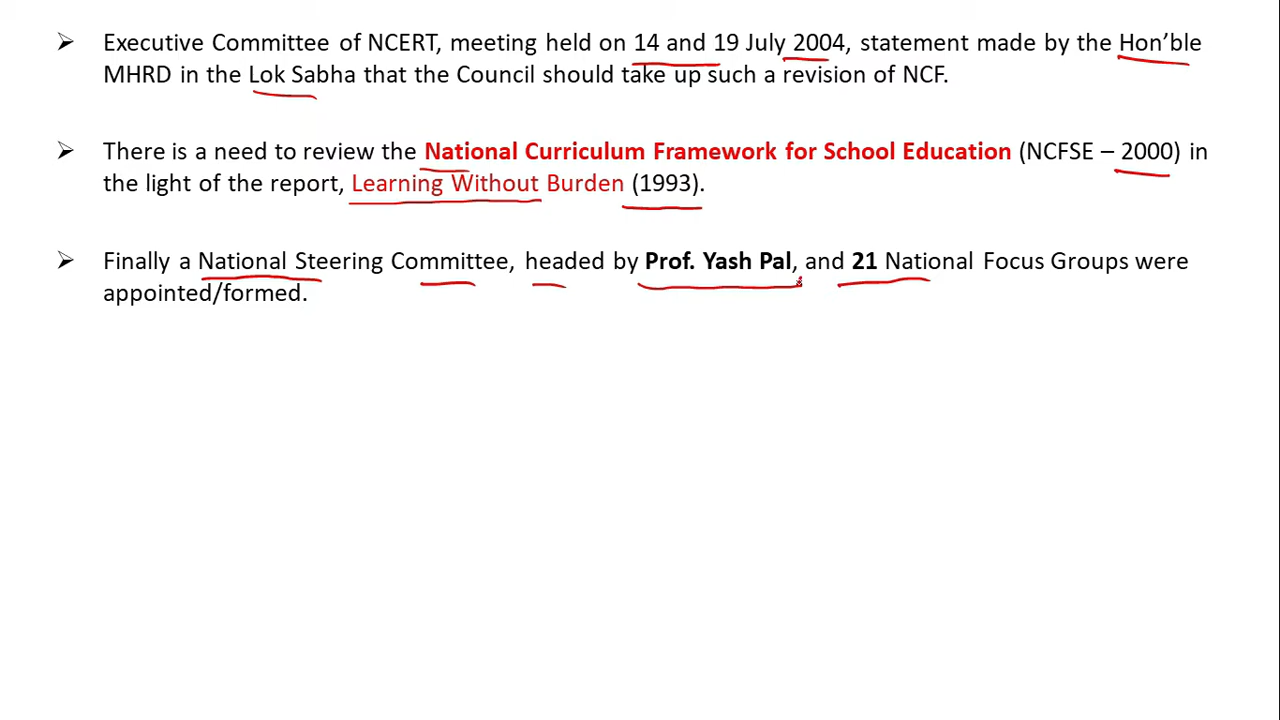 ➢ Executive Committee of NCERT, meeting held on 14 and 19 July 2004, statement made by the Hon’ble
MHRD in the Lok Sabha that the Council should take up such a revision of NCF.
➢ There is a need to review the National Curriculum Framework for School Education (NCFSE – 2000) in
the light of the report, Learning Without Burden (1993).
➢ Finally a National Steering Committee, headed by Prof. Yash Pal, and 21 National Focus Groups were
appointed/formed.